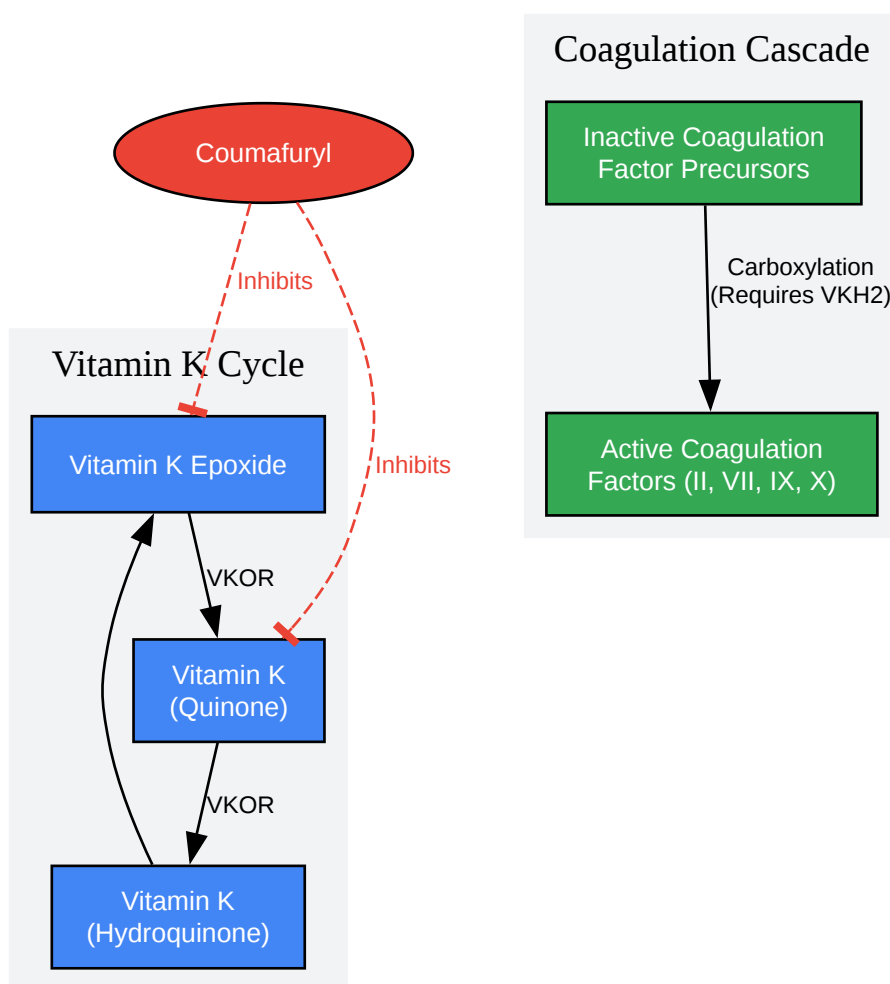 Coumafuryl
Inhibits
Inhibits
Vitamin K Cycle
Vitamin K Epoxide
VKOR
Vitamin K
(Quinone)
VKOR
Vitamin K
(Hydroquinone)
Coagulation Cascade
Inactive Coagulation
Factor Precursors
Carboxylation
(Requires VKH2)
Active Coagulation
Factors (II, VII, IX, X)